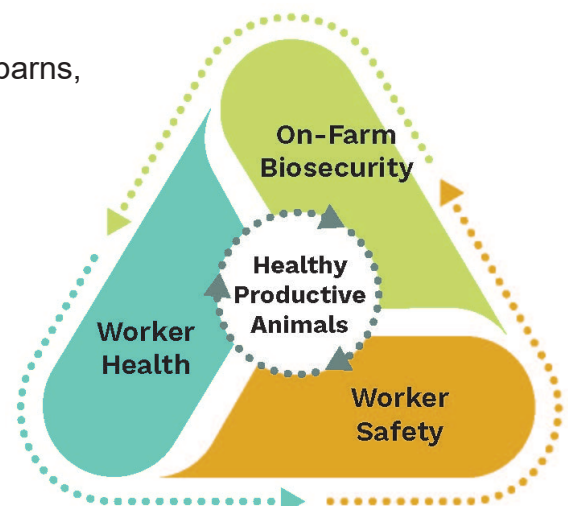 barns,
On-Farm
Biosecurity
Healthy
Productive
Animals
Worker
Health
Worker
Safety